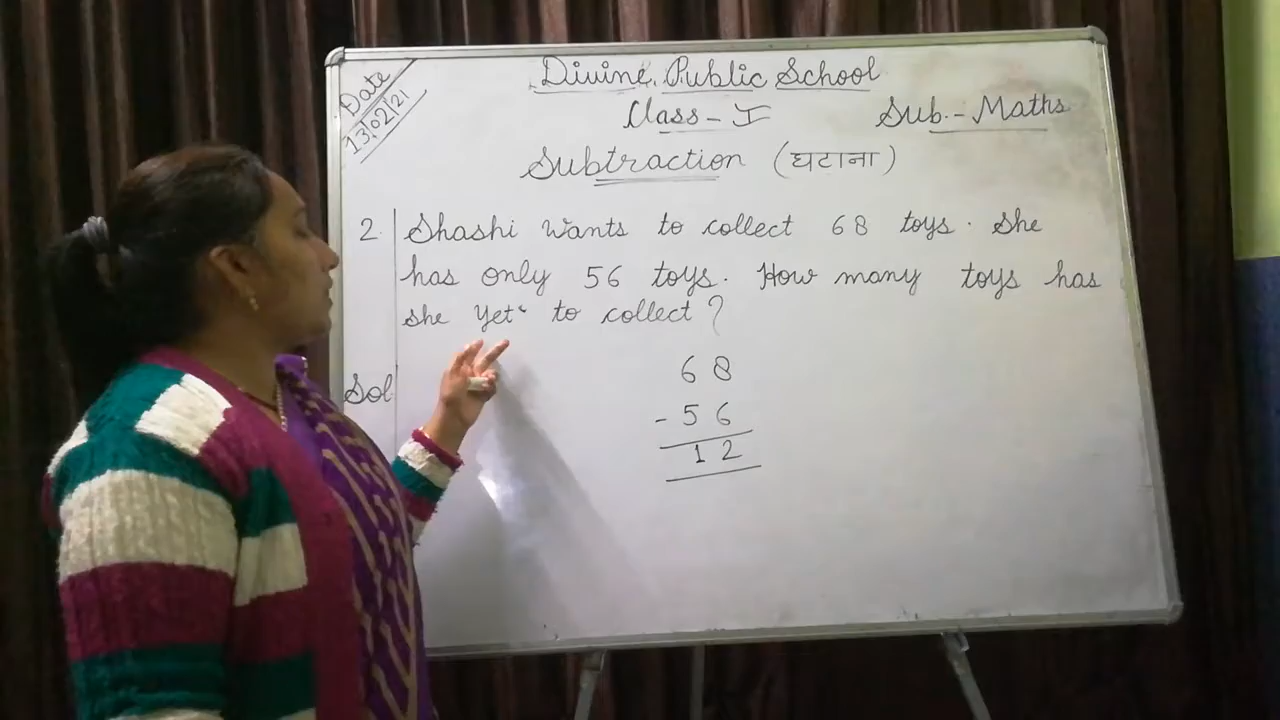 Date
13/02/21
Divine Public School
Class - I
Sub. - Maths
Subtraction (घटाना)
2. Shashi wants to collect 68 toys. She
has only 56 toys. How many toys has
she yet to collect?
Sol
68
- 56
12